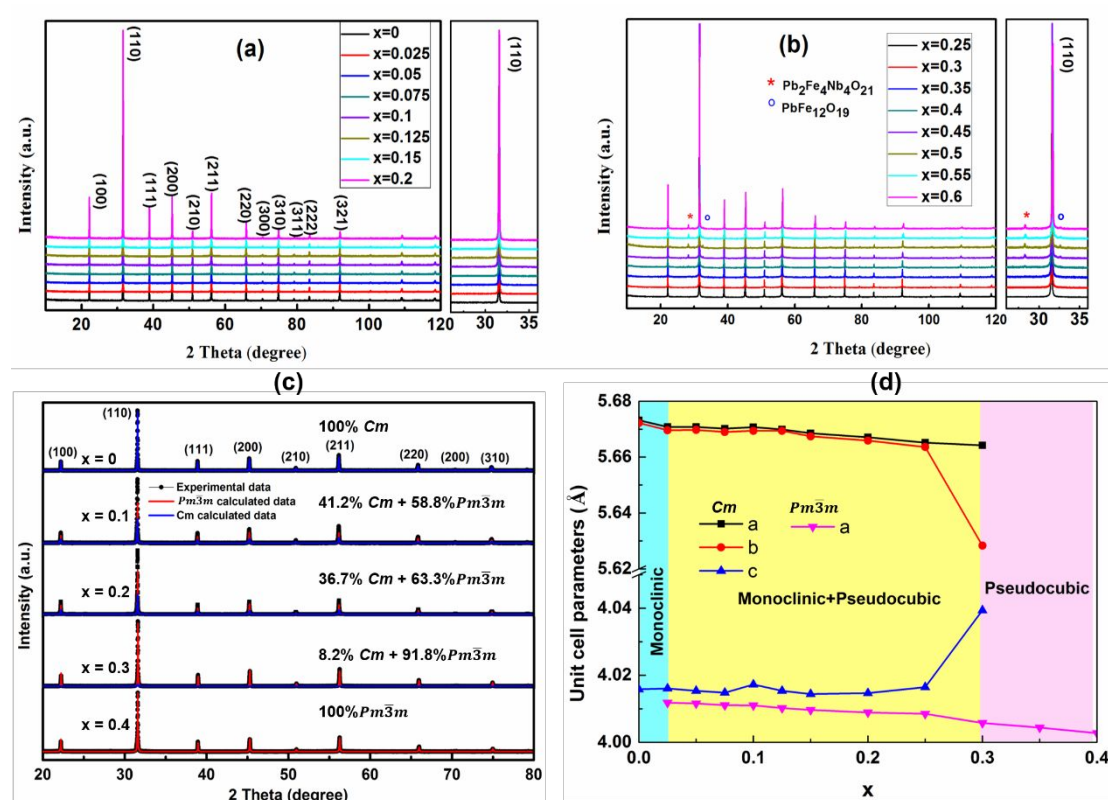 (a)
x=0
x=0.025
x=0.05
x=0.075
x=0.1
x=0.125
x=0.15
x=0.2
(100)
(110)
(111)
(200)
(210)
(211)
(220)
(300)
(310)
(311)
(222)
(321)
Intensity (a.u.)
20 40 60 80 100 120
2 Theta (degree)
(110)
30 35
(b)
* Pb2Fe4Nb4O21
o PbFe12O19
x=0.25
x=0.3
x=0.35
x=0.4
x=0.45
x=0.5
x=0.55
x=0.6
* o
Intensity (a.u.)
20 40 60 80 100 120
2 Theta (degree)
(110)
* o
30 35
(c)
(100) (110) (111) (200) (210) (211) (220) (200) (310)
x = 0
100% Cm
Experimental data
Pm3̅m calculated data
Cm calculated data
x = 0.1
41.2% Cm + 58.8%Pm3̅m
x = 0.2
36.7% Cm + 63.3%Pm3̅m
x = 0.3
8.2% Cm + 91.8%Pm3̅m
x = 0.4
100%Pm3̅m
Intensity (a.u.)
20 30 40 50 60 70 80
2 Theta (degree)
(d)
Unit cell parameters (Å)
5.68
5.66
5.64
5.62
4.04
4.02
4.00
Cm Pm3̅m
a a
b
c
Monoclinic
Monoclinic+Pseudocubic
Pseudocubic
0.0 0.1 0.2 0.3 0.4
x